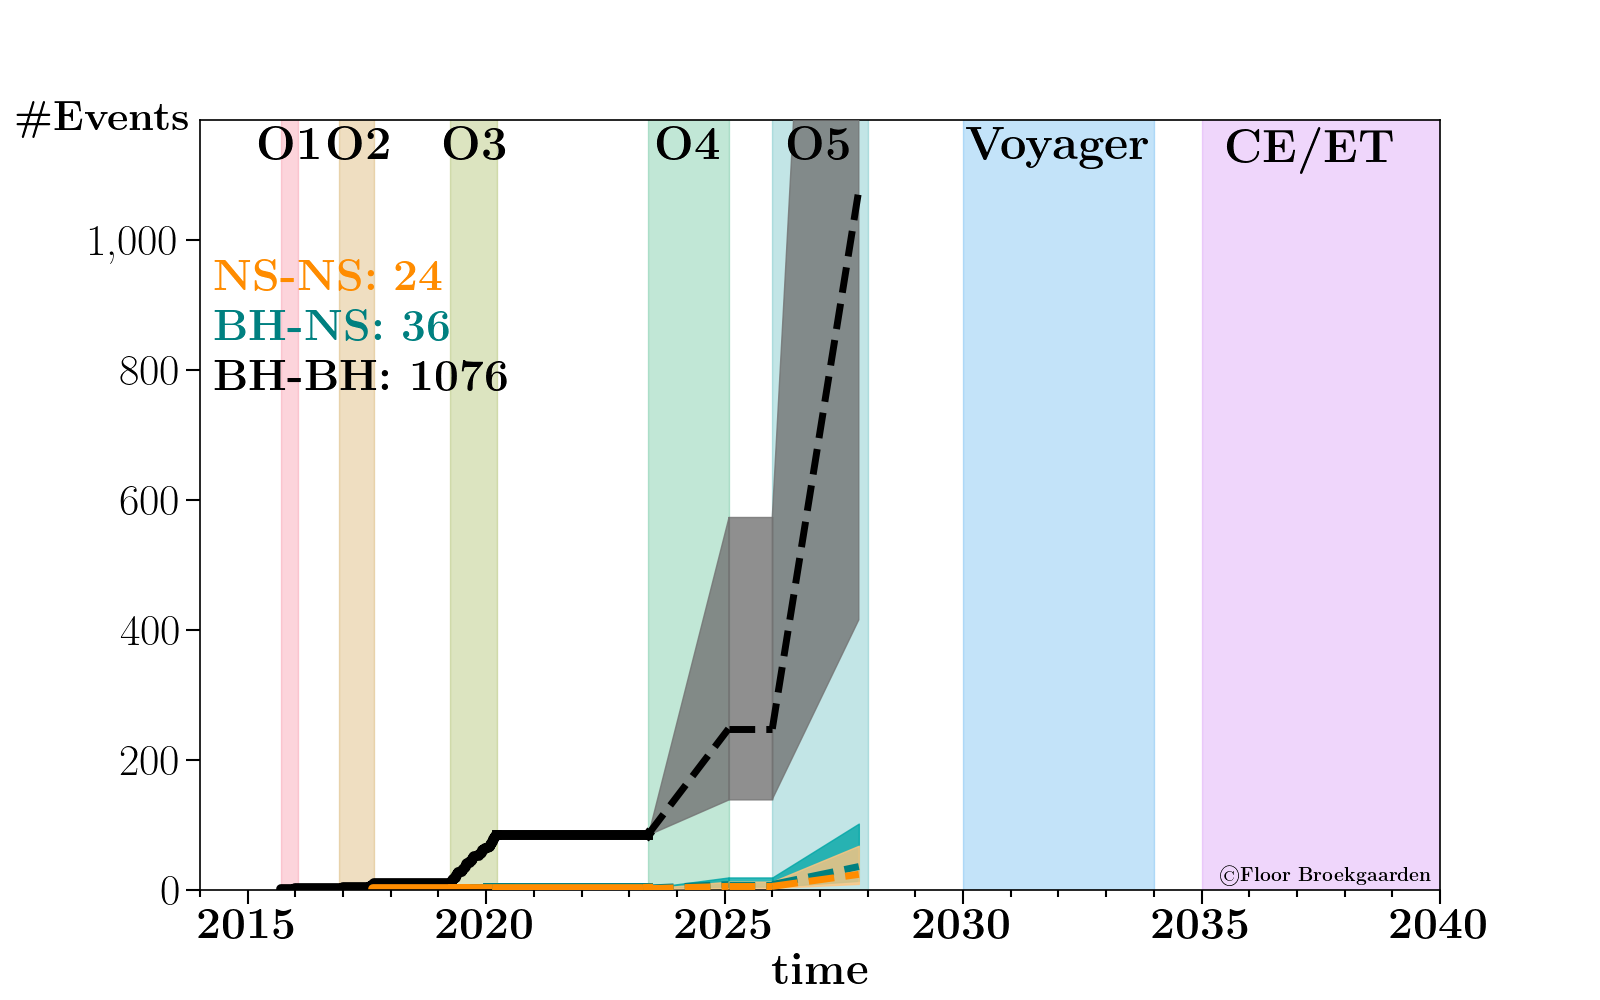 #Events
O1 O2 O3 O4 O5 Voyager CE/ET
1,000
NS-NS: 24
BH-NS: 36
800
BH-BH: 1076
600
400
200
©Floor Broekgaarden
0
2015 2020 2025 2030 2035 2040
time